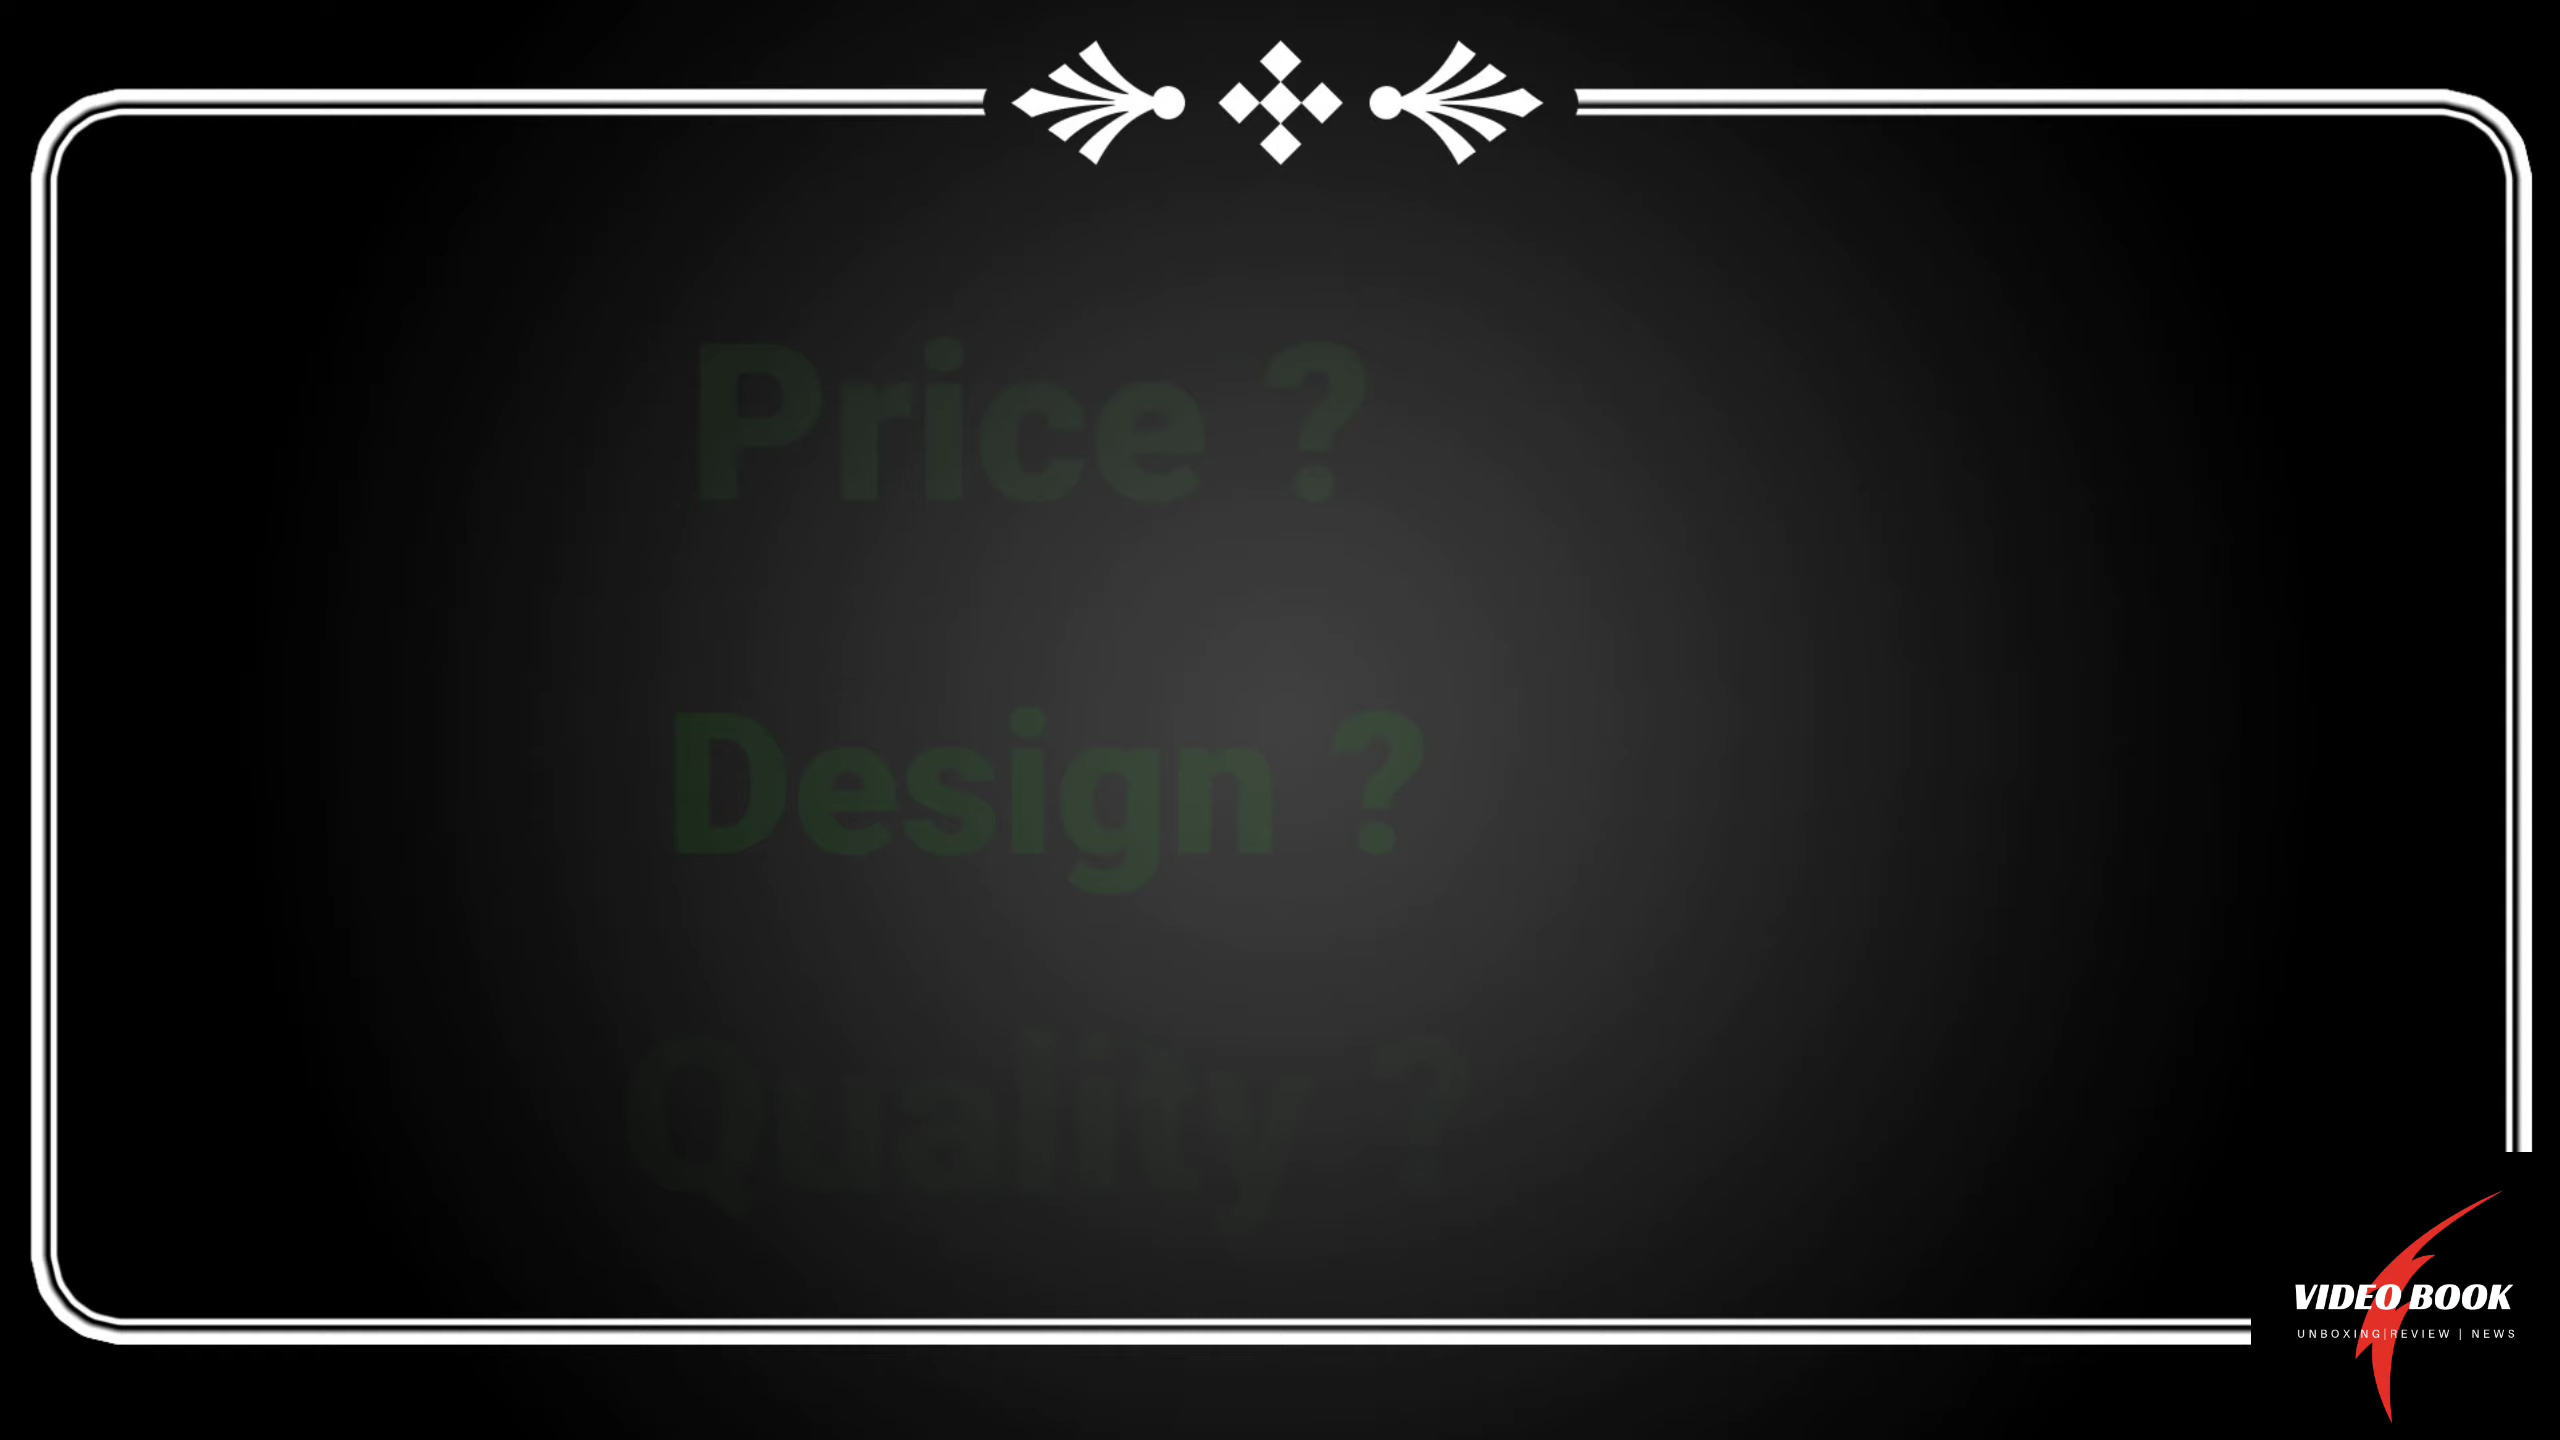 Price ?
Design ?
Quality ?
VIDEO BOOK
UNBOXING|REVIEW | NEWS